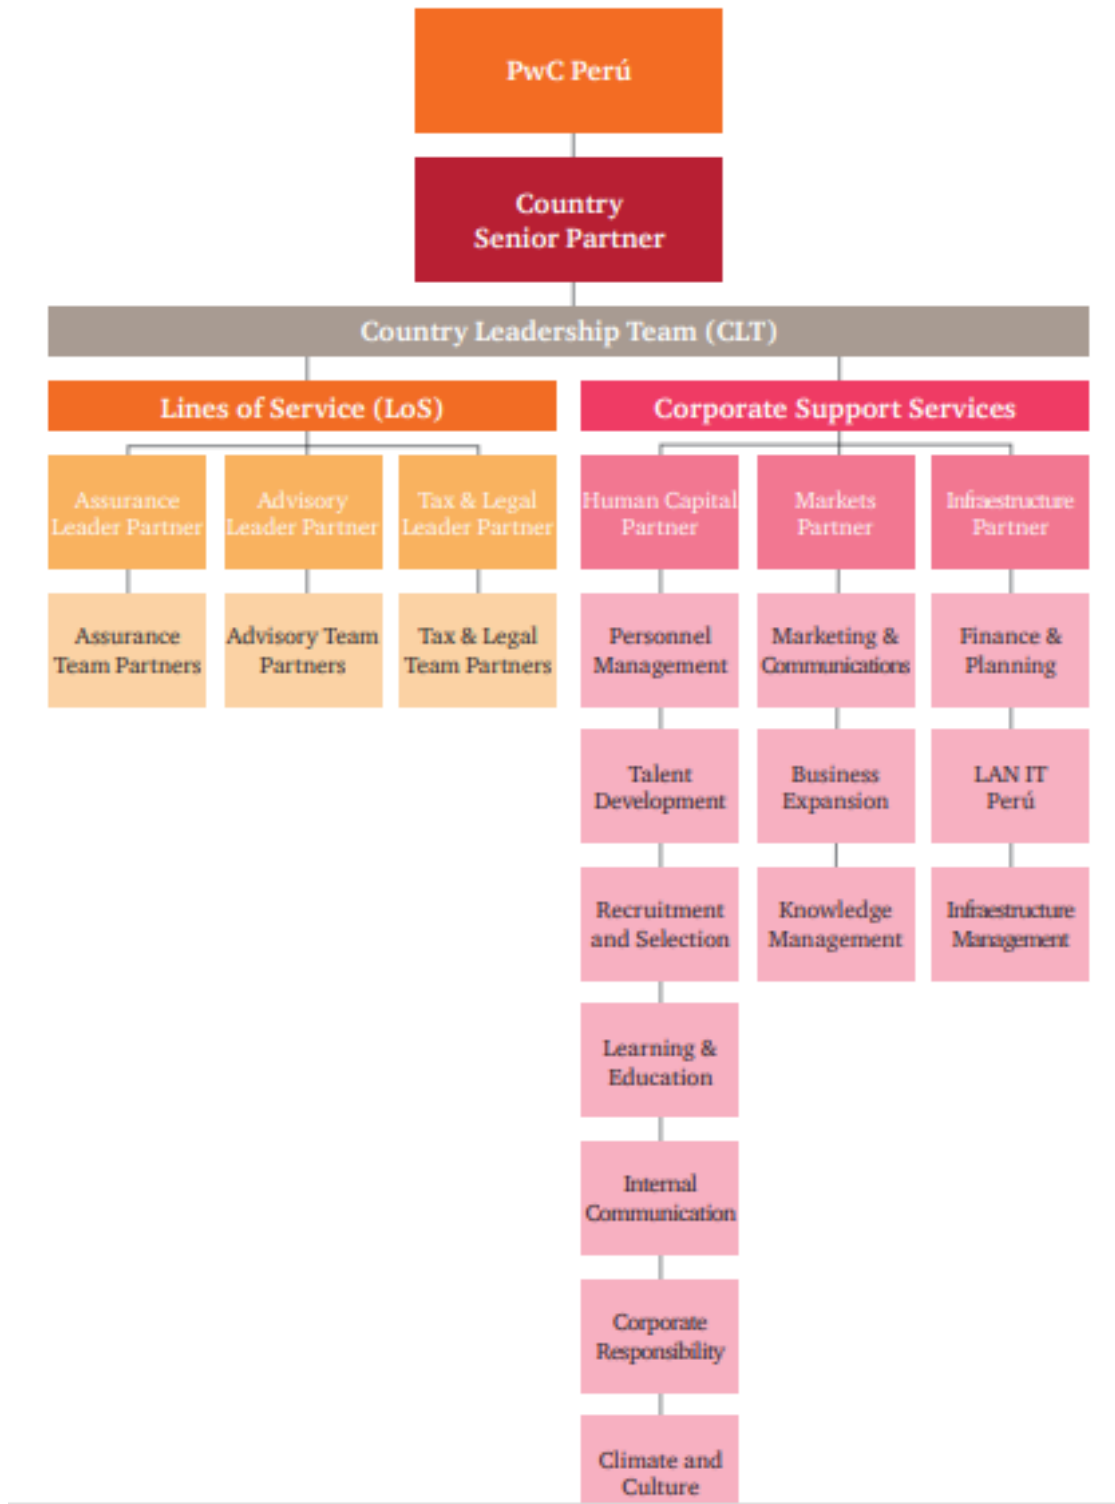 PwC Perú
Country
Senior Partner
Country Leadership Team (CLT)
Lines of Service (LoS)
Corporate Support Services
Assurance
Leader Partner
Advisory
Leader Partner
Tax & Legal
Leader Partner
Human Capital
Partner
Markets
Partner
Infraestructure
Partner
Assurance
Team Partners
Advisory Team
Partners
Tax & Legal
Team Partners
Personnel
Management
Marketing &
Communications
Finance &
Planning
Talent
Development
Business
Expansion
LAN IT
Perú
Recruitment
and Selection
Knowledge
Management
Infraestructure
Management
Learning &
Education
Internal
Communication
Corporate
Responsibility
Climate and
Culture